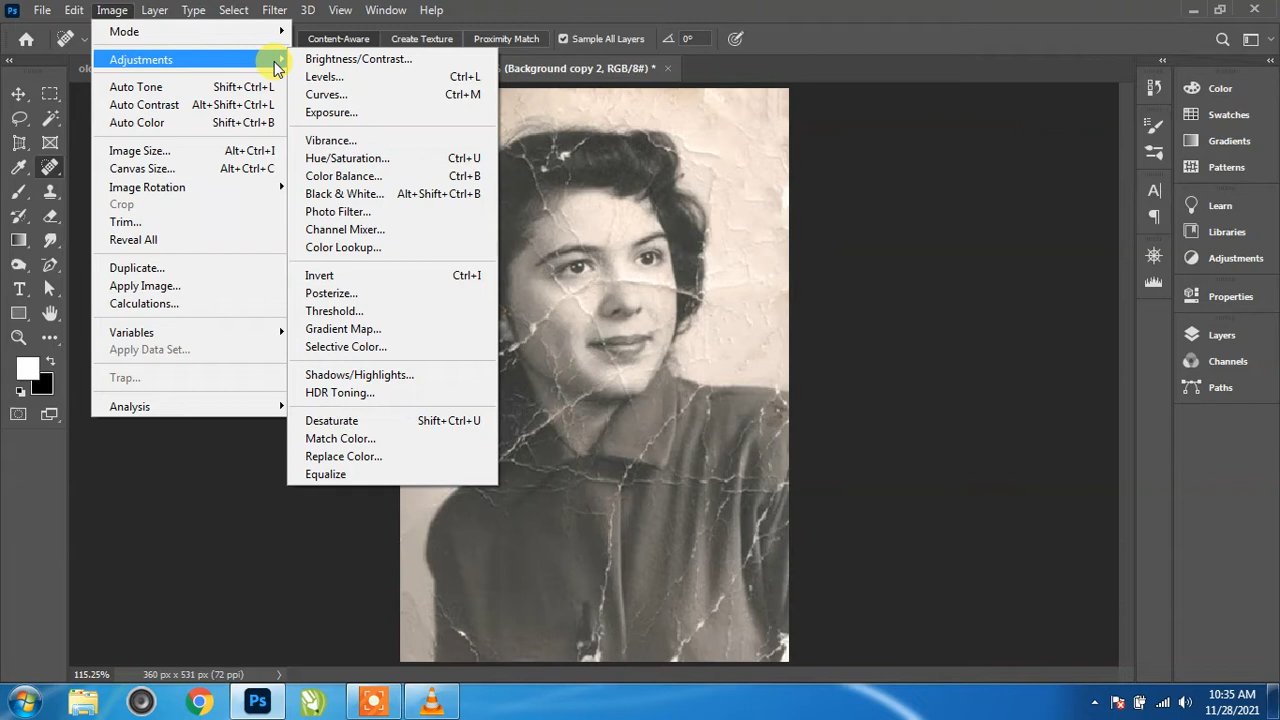 Ps File Edit Image Layer Type Select Filter 3D View Window Help
Content-Aware Create Texture Proximity Match Sample All Layers 0°
(Background copy 2, RGB/8#) * ×
Mode
Adjustments
Auto Tone Shift+Ctrl+L
Auto Contrast Alt+Shift+Ctrl+L
Auto Color Shift+Ctrl+B
Image Size... Alt+Ctrl+I
Canvas Size... Alt+Ctrl+C
Image Rotation
Crop
Trim...
Reveal All
Duplicate...
Apply Image...
Calculations...
Variables
Apply Data Set...
Trap...
Analysis
Brightness/Contrast...
Levels... Ctrl+L
Curves... Ctrl+M
Exposure...
Vibrance...
Hue/Saturation... Ctrl+U
Color Balance... Ctrl+B
Black & White... Alt+Shift+Ctrl+B
Photo Filter...
Channel Mixer...
Color Lookup...
Invert Ctrl+I
Posterize...
Threshold...
Gradient Map...
Selective Color...
Shadows/Highlights...
HDR Toning...
Desaturate Shift+Ctrl+U
Match Color...
Replace Color...
Equalize
Color
Swatches
Gradients
Patterns
Learn
Libraries
Adjustments
Properties
Layers
Channels
Paths
115.25% 360 px x 531 px (72 ppi)
Ps
10:35 AM
11/28/2021